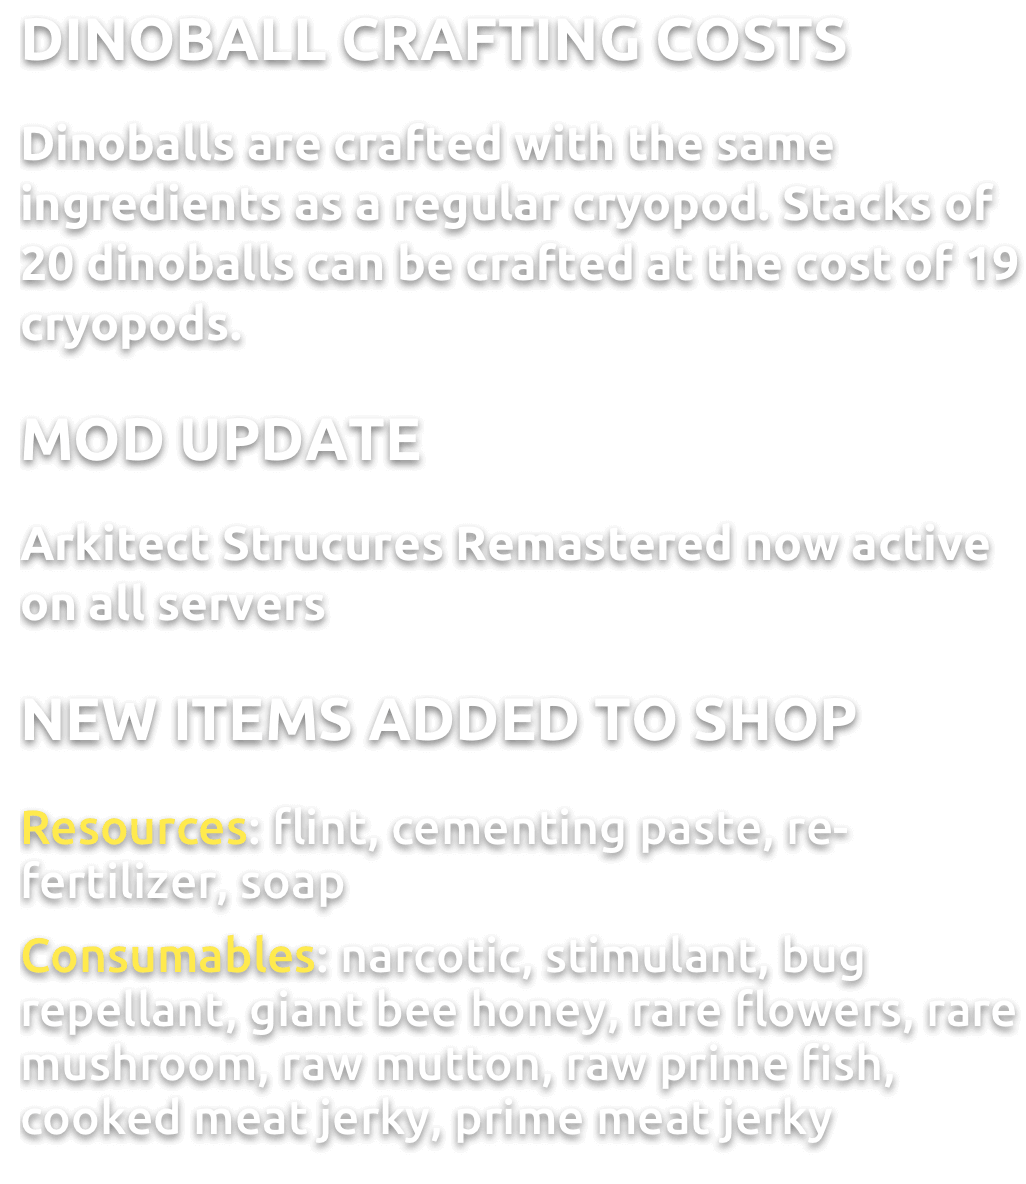 DINOBALL CRAFTING COSTS
Dinoballs are crafted with the same
ingredients as a regular cryopod. Stacks of
20 dinoballs can be crafted at the cost of 19
cryopods.
MOD UPDATE
Arkitect Strucures Remastered now active
on all servers
NEW ITEMS ADDED TO SHOP
Resources: flint, cementing paste, re-
fertilizer, soap
Consumables: narcotic, stimulant, bug
repellant, giant bee honey, rare flowers, rare
mushroom, raw mutton, raw prime fish,
cooked meat jerky, prime meat jerky